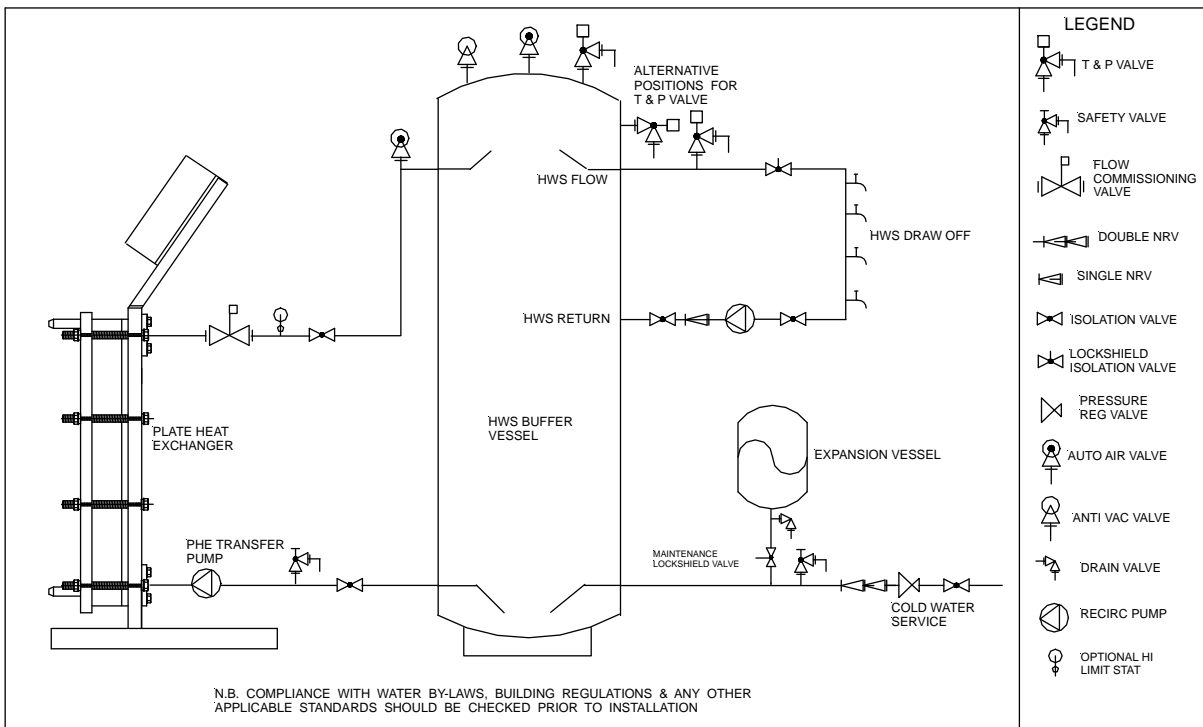 ALTERNATIVE
POSITIONS FOR
T & P VALVE
HWS FLOW
HWS DRAW OFF
HWS RETURN
HWS BUFFER
VESSEL
PLATE HEAT
EXCHANGER
EXPANSION VESSEL
PHE TRANSFER
PUMP
MAINTENANCE
LOCKSHIELD VALVE
COLD WATER
SERVICE
N.B. COMPLIANCE WITH WATER BY-LAWS, BUILDING REGULATIONS & ANY OTHER
APPLICABLE STANDARDS SHOULD BE CHECKED PRIOR TO INSTALLATION
LEGEND
T & P VALVE
SAFETY VALVE
FLOW
COMMISSIONING
VALVE
DOUBLE NRV
SINGLE NRV
ISOLATION VALVE
LOCKSHIELD
ISOLATION VALVE
PRESSURE
REG VALVE
AUTO AIR VALVE
ANTI VAC VALVE
DRAIN VALVE
RECIRC PUMP
OPTIONAL HI
LIMIT STAT